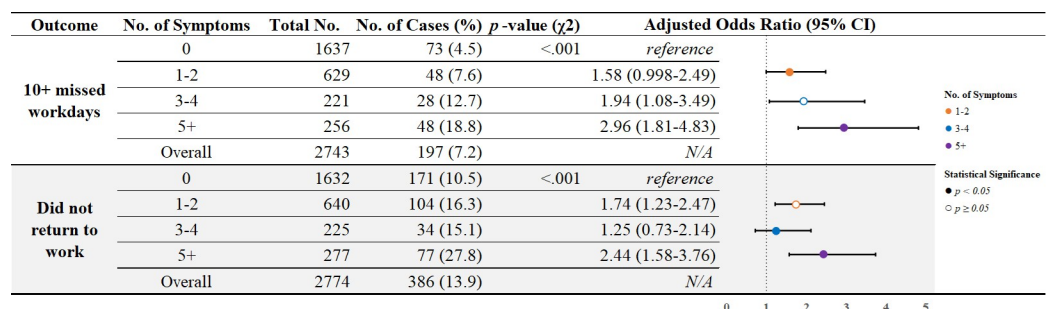 Outcome No. of Symptoms Total No. No. of Cases (%) p -value (χ2) Adjusted Odds Ratio (95% CI)
10+ missed workdays
0 1637 73 (4.5) <.001 reference
1-2 629 48 (7.6) 1.58 (0.998-2.49)
3-4 221 28 (12.7) 1.94 (1.08-3.49)
5+ 256 48 (18.8) 2.96 (1.81-4.83)
Overall 2743 197 (7.2) N/A
Did not return to work
0 1632 171 (10.5) <.001 reference
1-2 640 104 (16.3) 1.74 (1.23-2.47)
3-4 225 34 (15.1) 1.25 (0.73-2.14)
5+ 277 77 (27.8) 2.44 (1.58-3.76)
Overall 2774 386 (13.9) N/A
0 1 2 3 4 5
No. of Symptoms
1-2
3-4
5+
Statistical Significance
p < 0.05
p ≥ 0.05